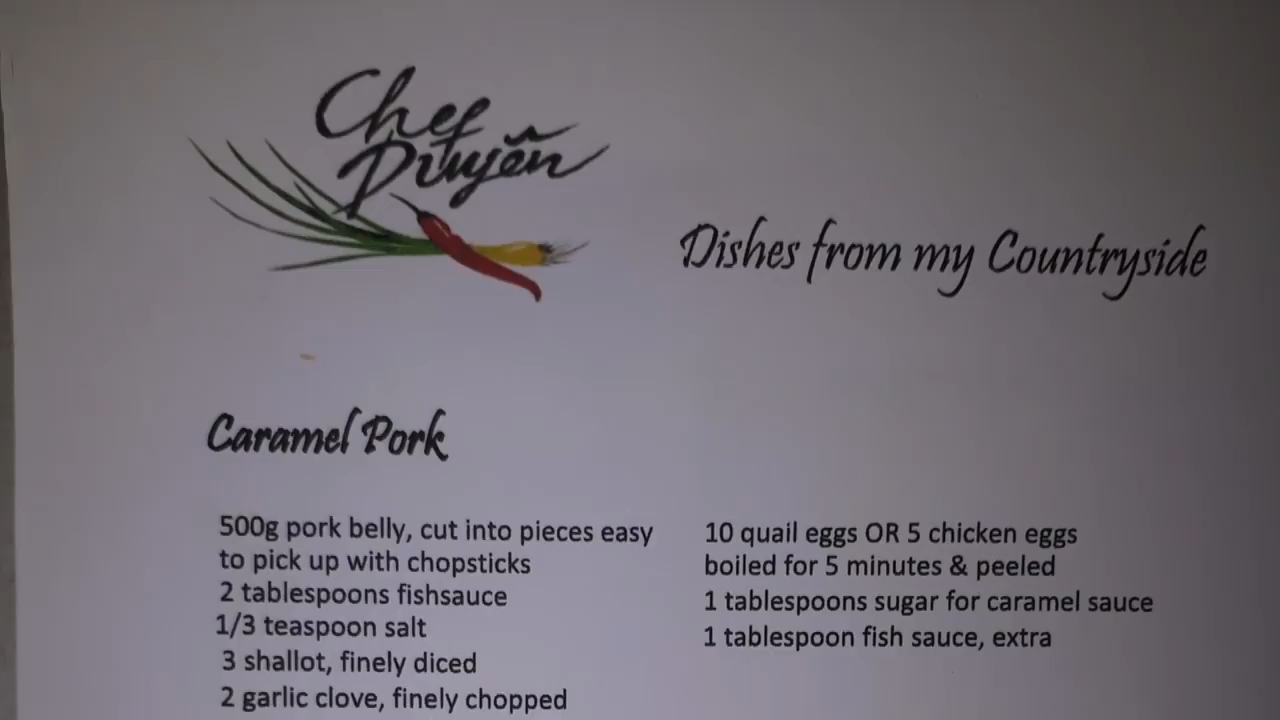 Chef
Duyên
Dishes from my Countryside
Caramel Pork
500g pork belly, cut into pieces easy
to pick up with chopsticks
2 tablespoons fishsauce
1/3 teaspoon salt
3 shallot, finely diced
2 garlic clove, finely chopped
10 quail eggs OR 5 chicken eggs
boiled for 5 minutes & peeled
1 tablespoons sugar for caramel sauce
1 tablespoon fish sauce, extra